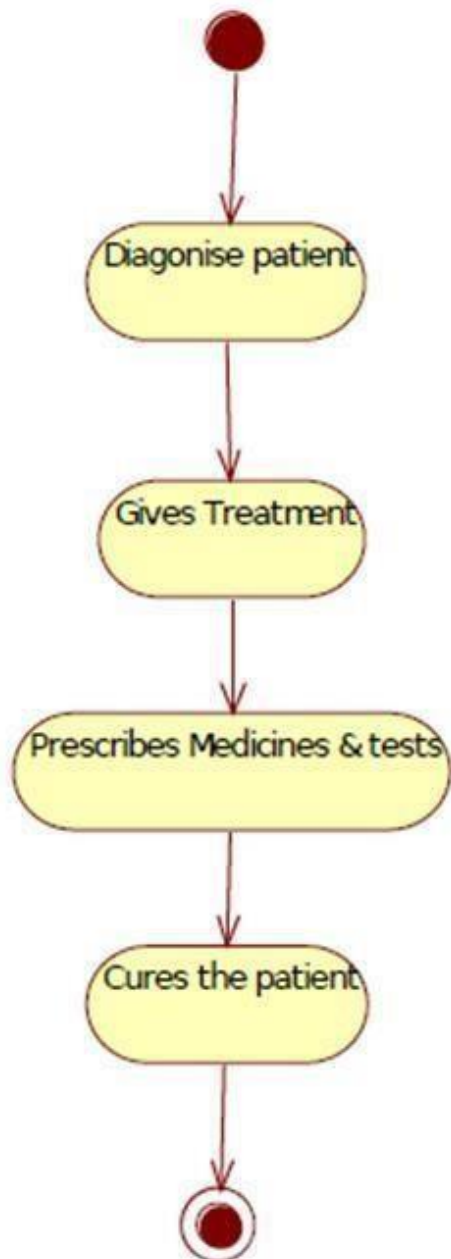 Diagonise patient
Gives Treatment
Prescribes Medicines & tests
Cures the patient